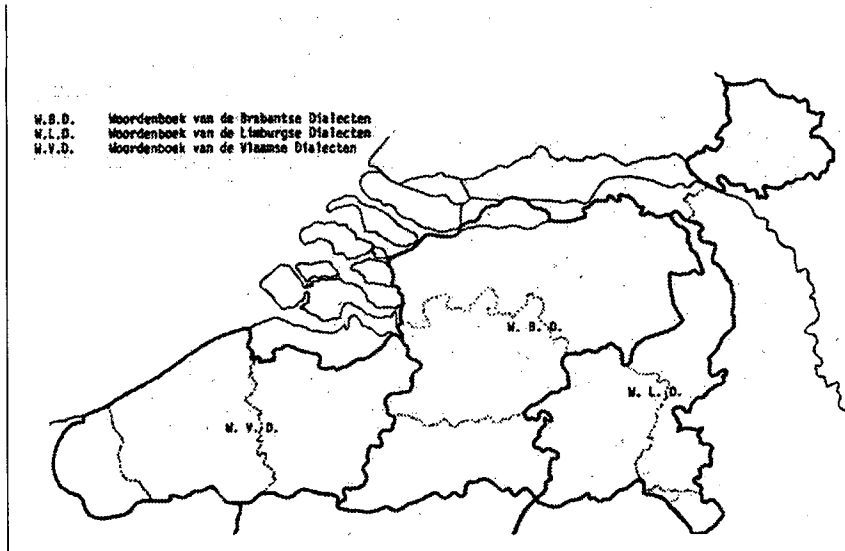 W.B.D. Woordenboek van de Brabantse Dialecten
W.L.D. Woordenboek van de Limburgse Dialecten
W.V.D. Woordenboek van de Vlaamse Dialecten
W. B. D.
W. L. D.
W. V. D.